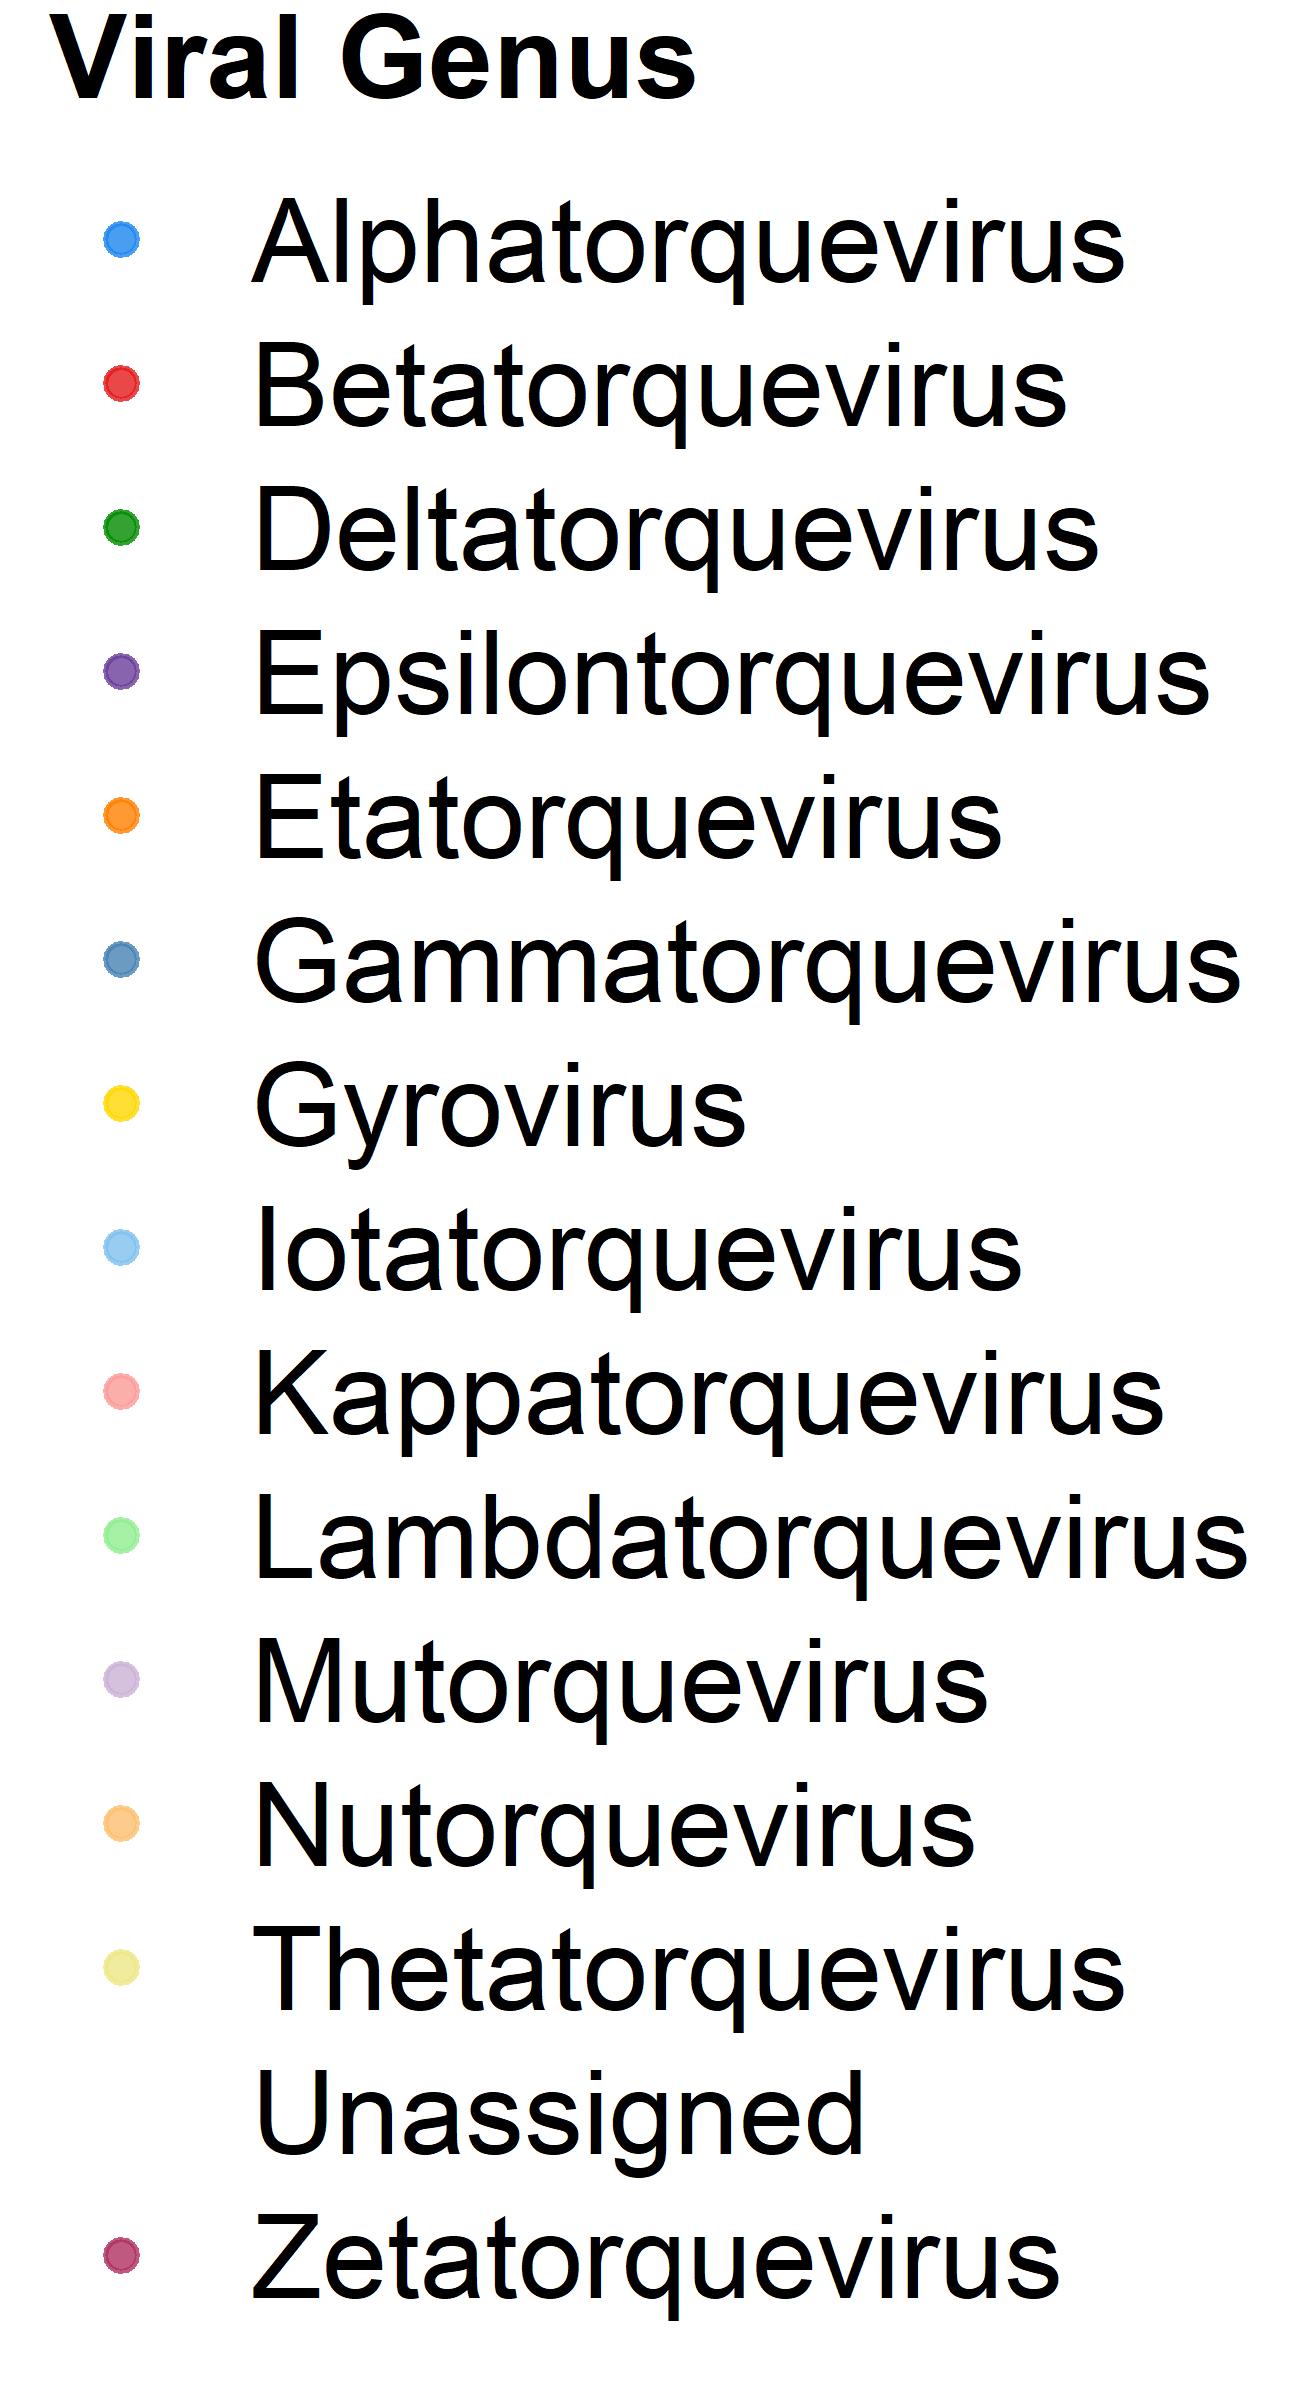 Viral Genus
Alphatorquevirus
Betatorquevirus
Deltatorquevirus
Epsilontorquevirus
Etatorquevirus
Gammatorquevirus
Gyrovirus
Iotatorquevirus
Kappatorquevirus
Lambdatorquevirus
Mutorquevirus
Nutorquevirus
Thetatorquevirus
Unassigned
Zetatorquevirus